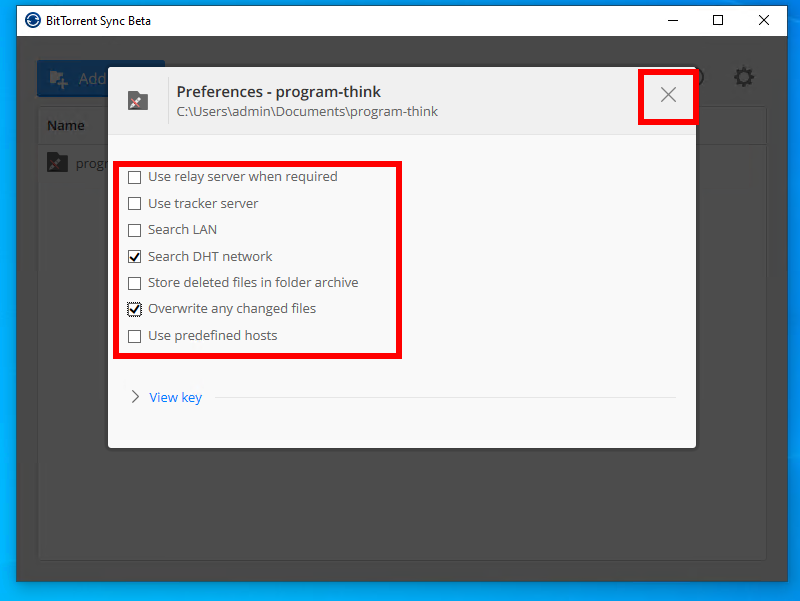 BitTorrent Sync Beta
Add
Preferences - program-think
C:\Users\admin\Documents\program-think
Name
progr
Use relay server when required
Use tracker server
Search LAN
Search DHT network
Store deleted files in folder archive
Overwrite any changed files
Use predefined hosts
View key